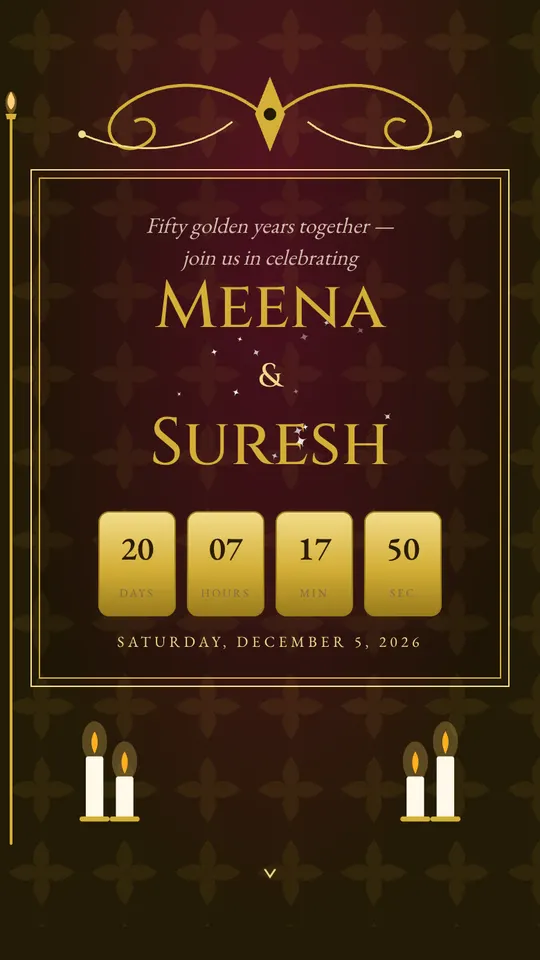 Fifty golden years together —
join us in celebrating
MEENA
&
SURESH
20 07 17 50
DAYS HOURS MIN SEC
SATURDAY, DECEMBER 5, 2026